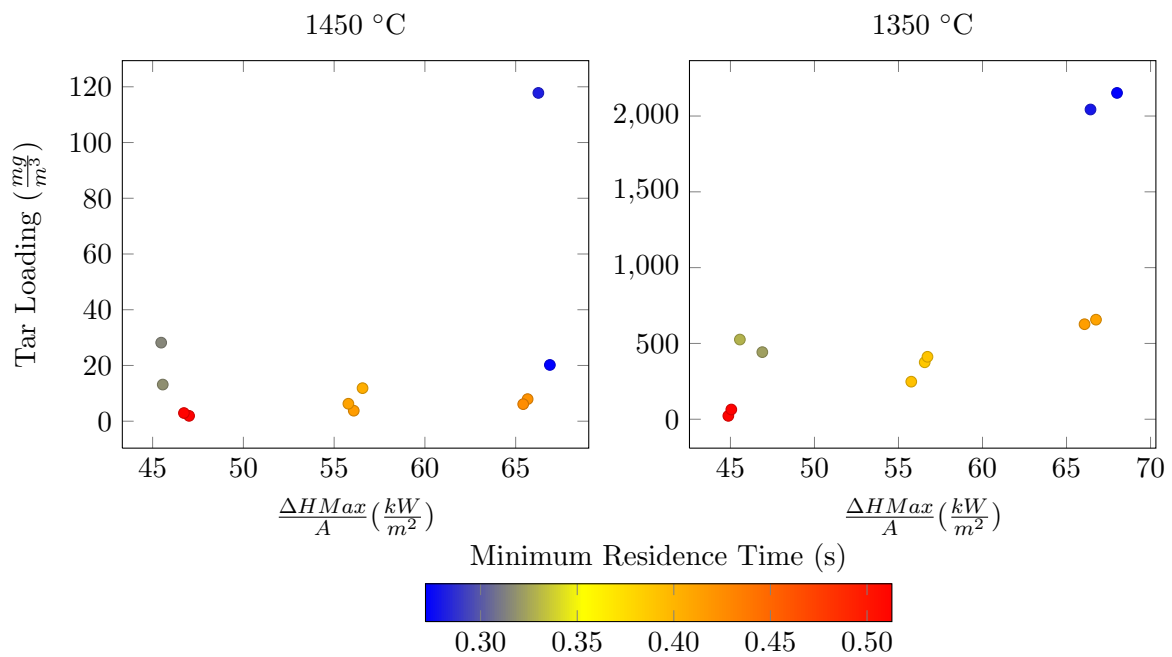 1450 °C
1350 °C
Tar Loading (mg/m³)
120
100
80
60
40
20
0
2,000
1,500
1,000
500
0
45 50 55 60 65
45 50 55 60 65 70
ΔHMax/A (kW/m²)
ΔHMax/A (kW/m²)
Minimum Residence Time (s)
0.30 0.35 0.40 0.45 0.50